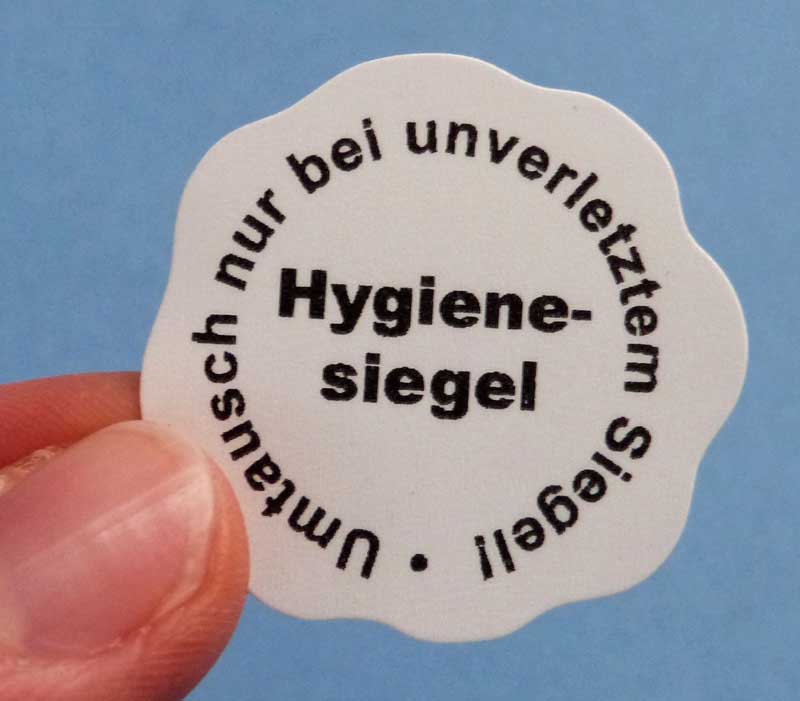 Umtausch nur bei unverletztem Siegel!
Hygiene-
siegel
•